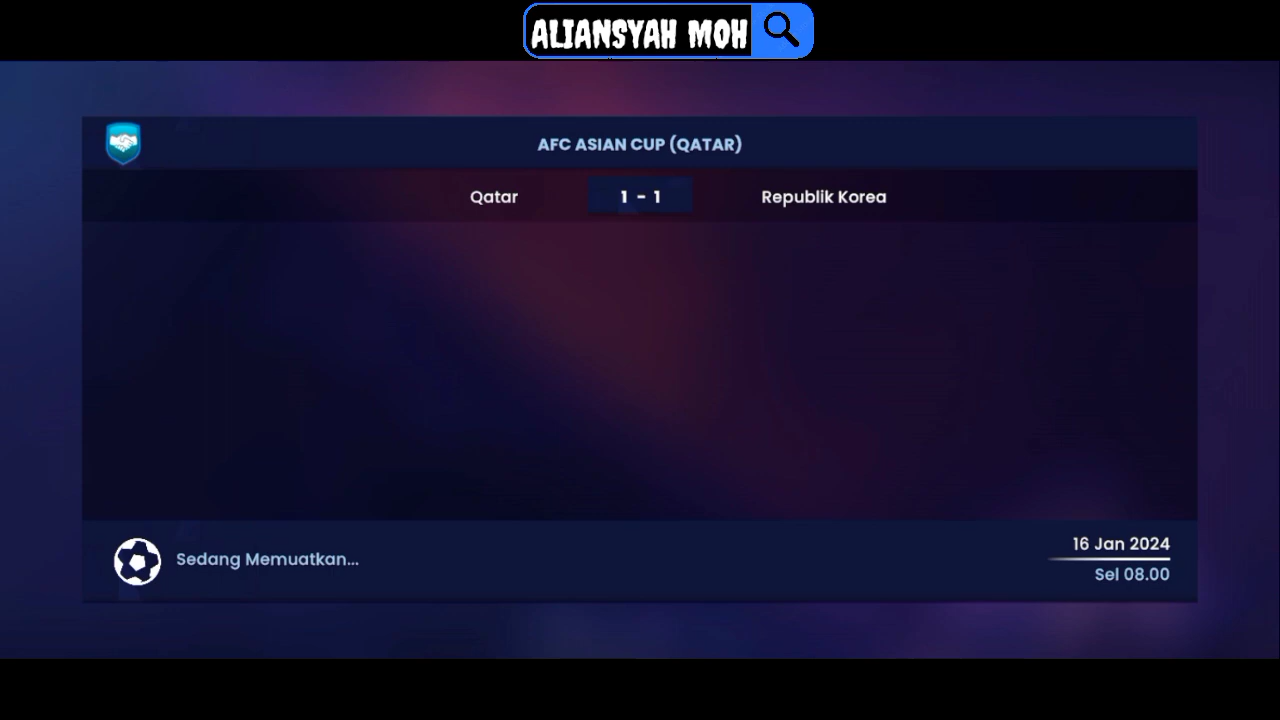 ALIANSYAH MOH
AFC ASIAN CUP (QATAR)
Qatar 1 - 1 Republik Korea
Sedang Memuatkan...
16 Jan 2024
Sel 08.00